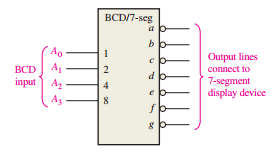 BCD/7-seg
a
b
c
d
e
f
g
BCD
input
A₀
A₁
A₂
A₃
1
2
4
8
Output lines
connect to
7-segment
display device